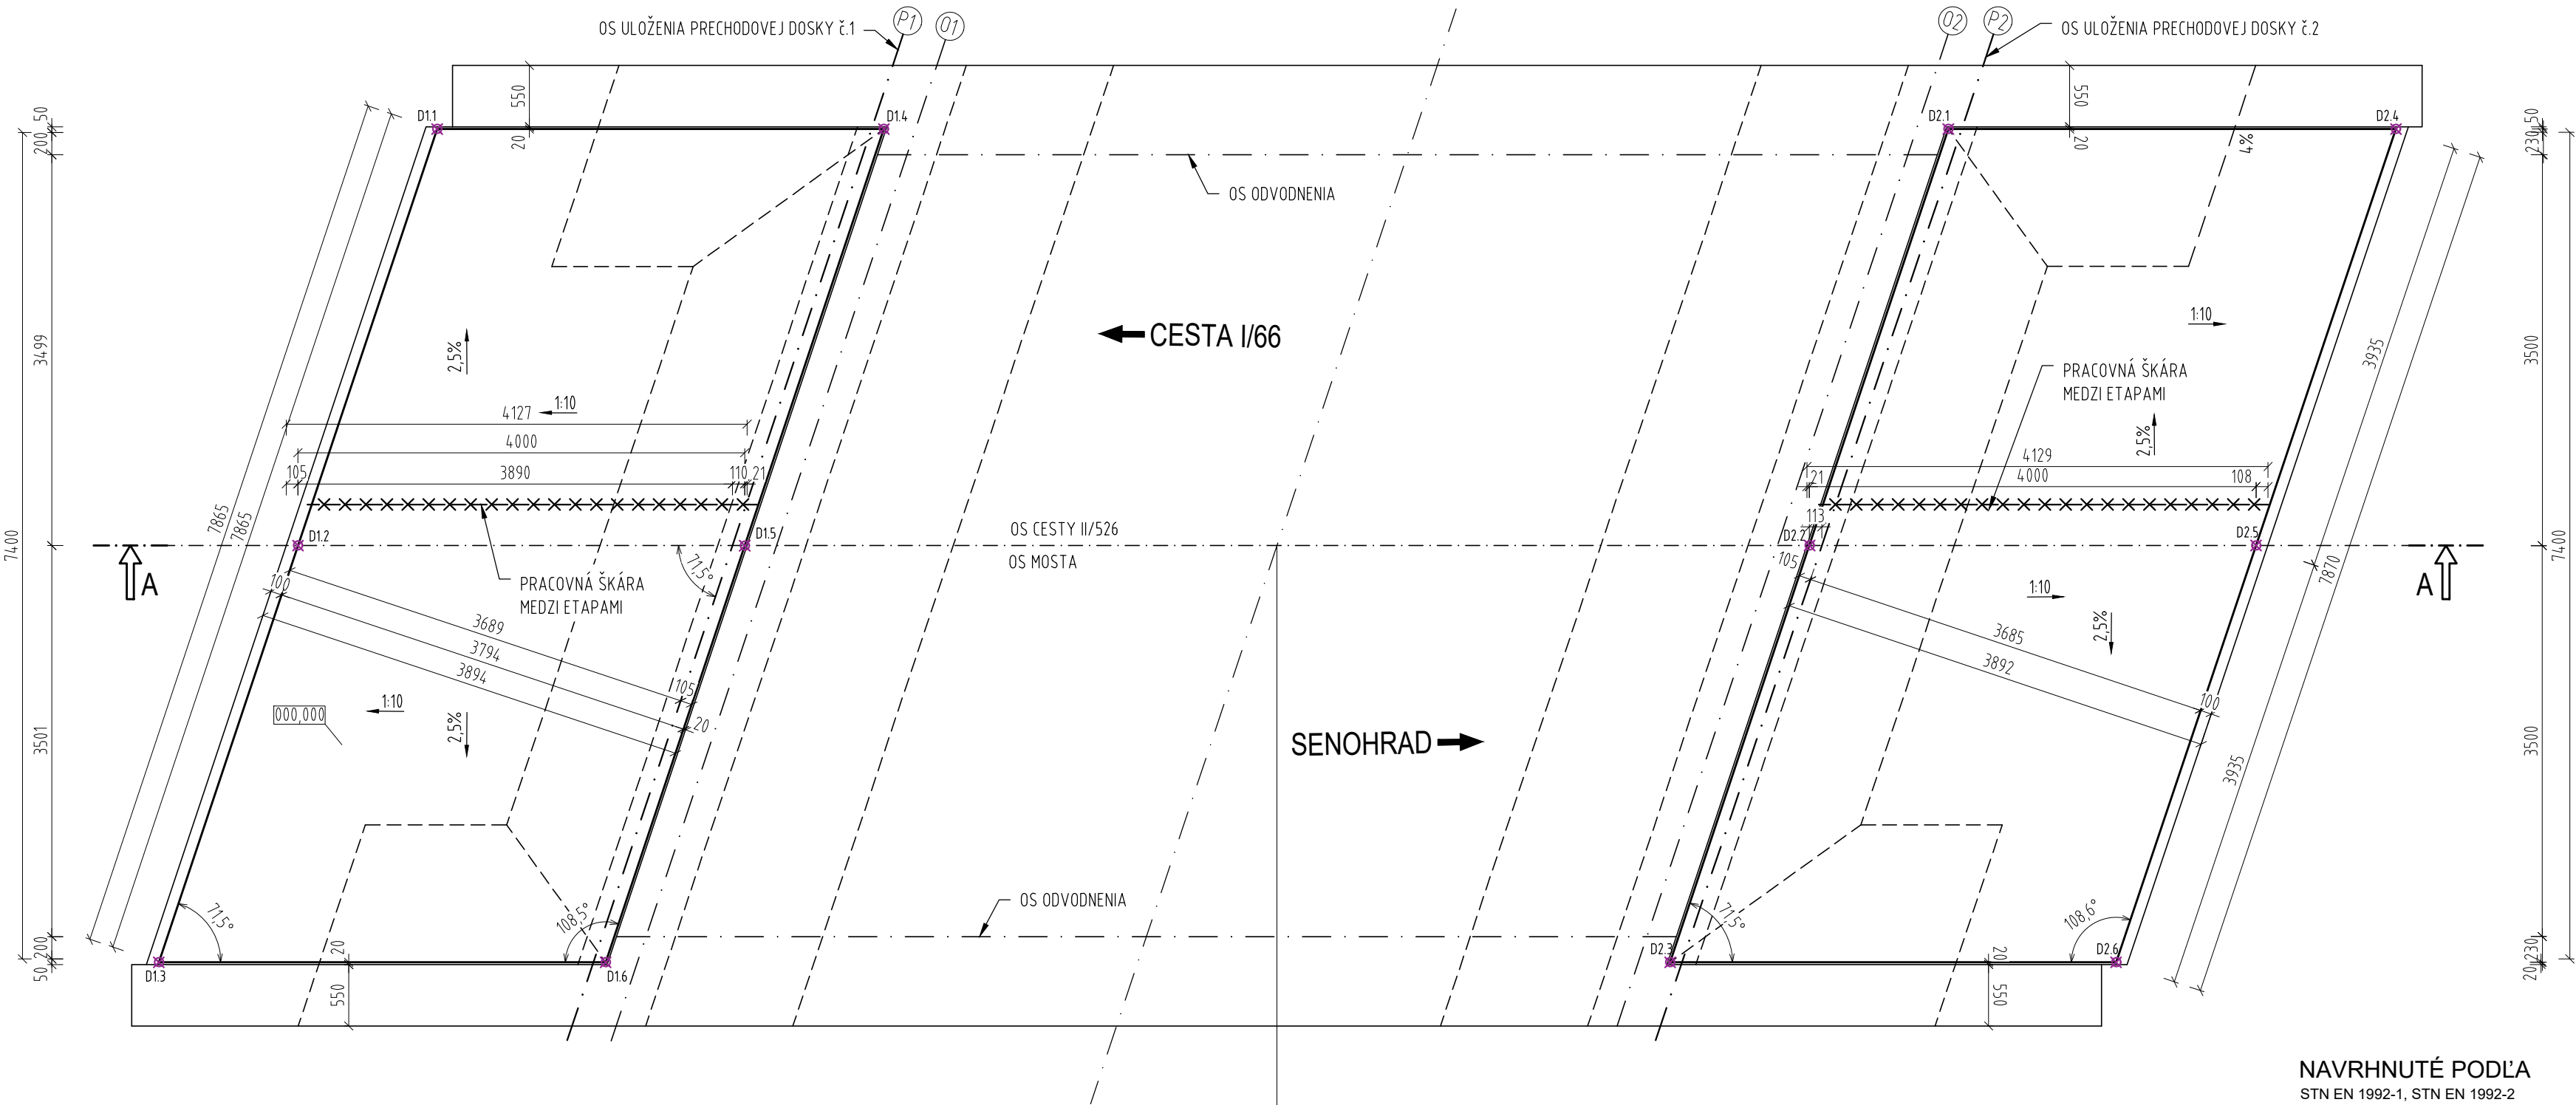 OS ULOŽENIA PRECHODOVEJ DOSKY č.1
P1
O1
O2
P2
OS ULOŽENIA PRECHODOVEJ DOSKY č.2
550
550
50
D1.1
D1.4
D2.1
D2.4
50
200
20
20
230
4%
OS ODVODNENIA
CESTA I/66
1:10
3499
2,5%
3935
3500
PRACOVNÁ ŠKÁRA
MEDZI ETAPAMI
4127
1:10
4000
2,5%
105
3890
110
21
4129
21
4000
108
7865
7865
113
7400
D1.2
D1.5
OS CESTY II/526
OS MOSTA
D2.2
D2.5
7400
A
71,5°
PRACOVNÁ ŠKÁRA
MEDZI ETAPAMI
100
105
1:10
7870
A
3689
3794
3894
3685
3892
2,5%
105
20
100
000,000
1:10
2,5%
3501
SENOHRAD
3500
3935
OS ODVODNENIA
71,5°
108,5°
71,5°
108,6°
200
50
20
D1.3
D1.6
D2.3
20
D2.6
230
20
550
550
NAVRHNUTÉ PODĽA
STN EN 1992-1, STN EN 1992-2